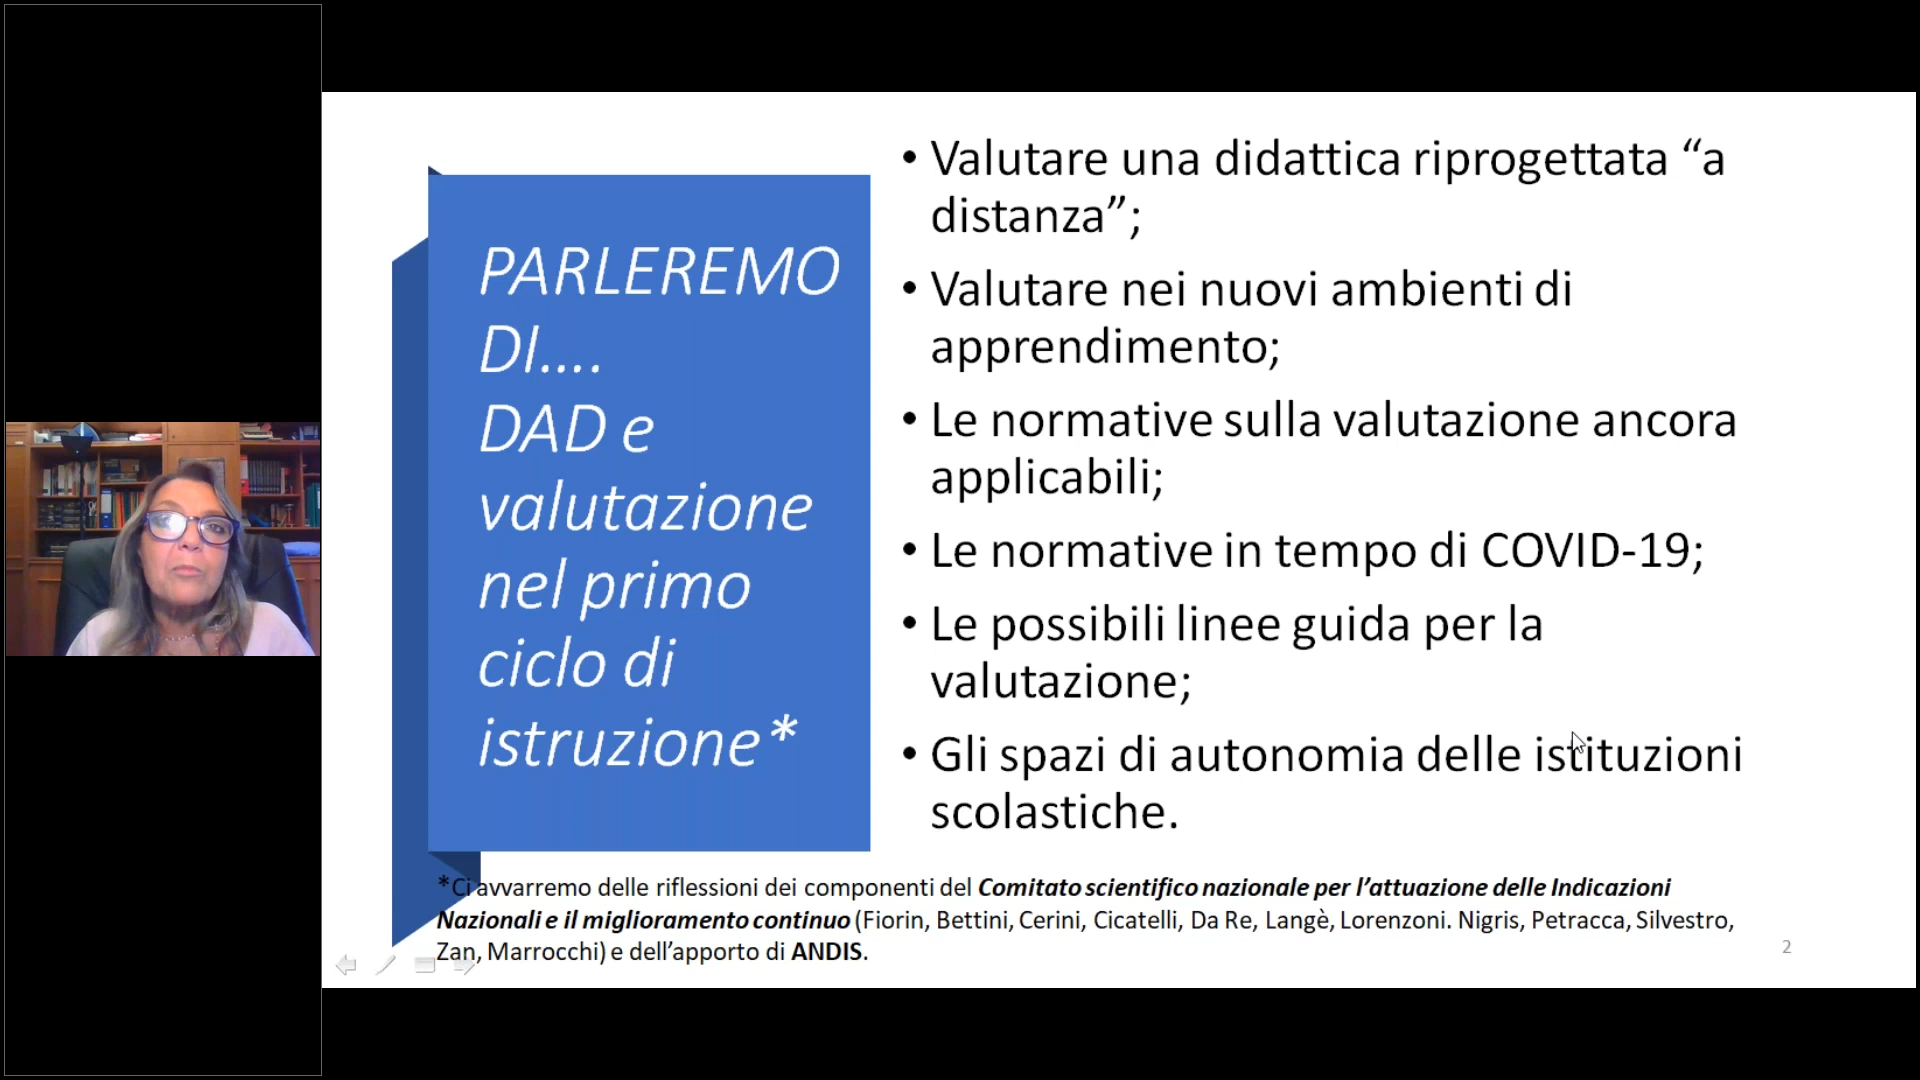 PARLEREMO
DI....
DAD e
valutazione
nel primo
ciclo di
istruzione*
• Valutare una didattica riprogettata “a
distanza”;
• Valutare nei nuovi ambienti di
apprendimento;
• Le normative sulla valutazione ancora
applicabili;
• Le normative in tempo di COVID-19;
• Le possibili linee guida per la
valutazione;
• Gli spazi di autonomia delle istituzioni
scolastiche.
*Ci avvarremo delle riflessioni dei componenti del Comitato scientifico nazionale per l’attuazione delle Indicazioni
Nazionali e il miglioramento continuo (Fiorin, Bettini, Cerini, Cicatelli, Da Re, Langè, Lorenzoni. Nigris, Petracca, Silvestro,
Zan, Marrocchi) e dell’apporto di ANDIS.
2